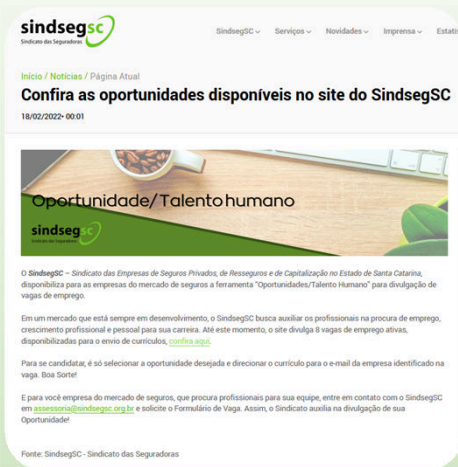 sindsegsc
Sindicato das Seguradoras
SindsegSC
Serviços
Novidades
Imprensa
Estati
Início / Notícias / Página Atual
Confira as oportunidades disponíveis no site do SindsegSC
18/02/2022• 00:01
Oportunidade/Talento humano
sindsegsc
Sindicato das Seguradoras
O SindsegSC – Sindicato das Empresas de Seguros Privados, de Resseguros e de Capitalização no Estado de Santa Catarina,
disponibiliza para as empresas do mercado de seguros a ferramenta "Oportunidades/Talento Humano" para divulgação de
vagas de emprego.
Em um mercado que está sempre em desenvolvimento, o SindsegSC busca auxiliar os profissionais na procura de emprego,
crescimento profissional e pessoal para sua carreira. Até este momento, o site divulga 8 vagas de emprego ativas,
disponibilizadas para o envio de currículos, confira aqui.
Para se candidatar, é só selecionar a oportunidade desejada e direcionar o currículo para o e-mail da empresa identificado na
vaga. Boa Sorte!
E para você empresa do mercado de seguros, que procura profissionais para sua equipe, entre em contato com o SindsegSC
em assessoria@sindsegsc.org.br e solicite o Formulário de Vaga. Assim, o Sindicato auxilia na divulgação de sua
Oportunidade!
Fonte: SindsegSC - Sindicato das Seguradoras